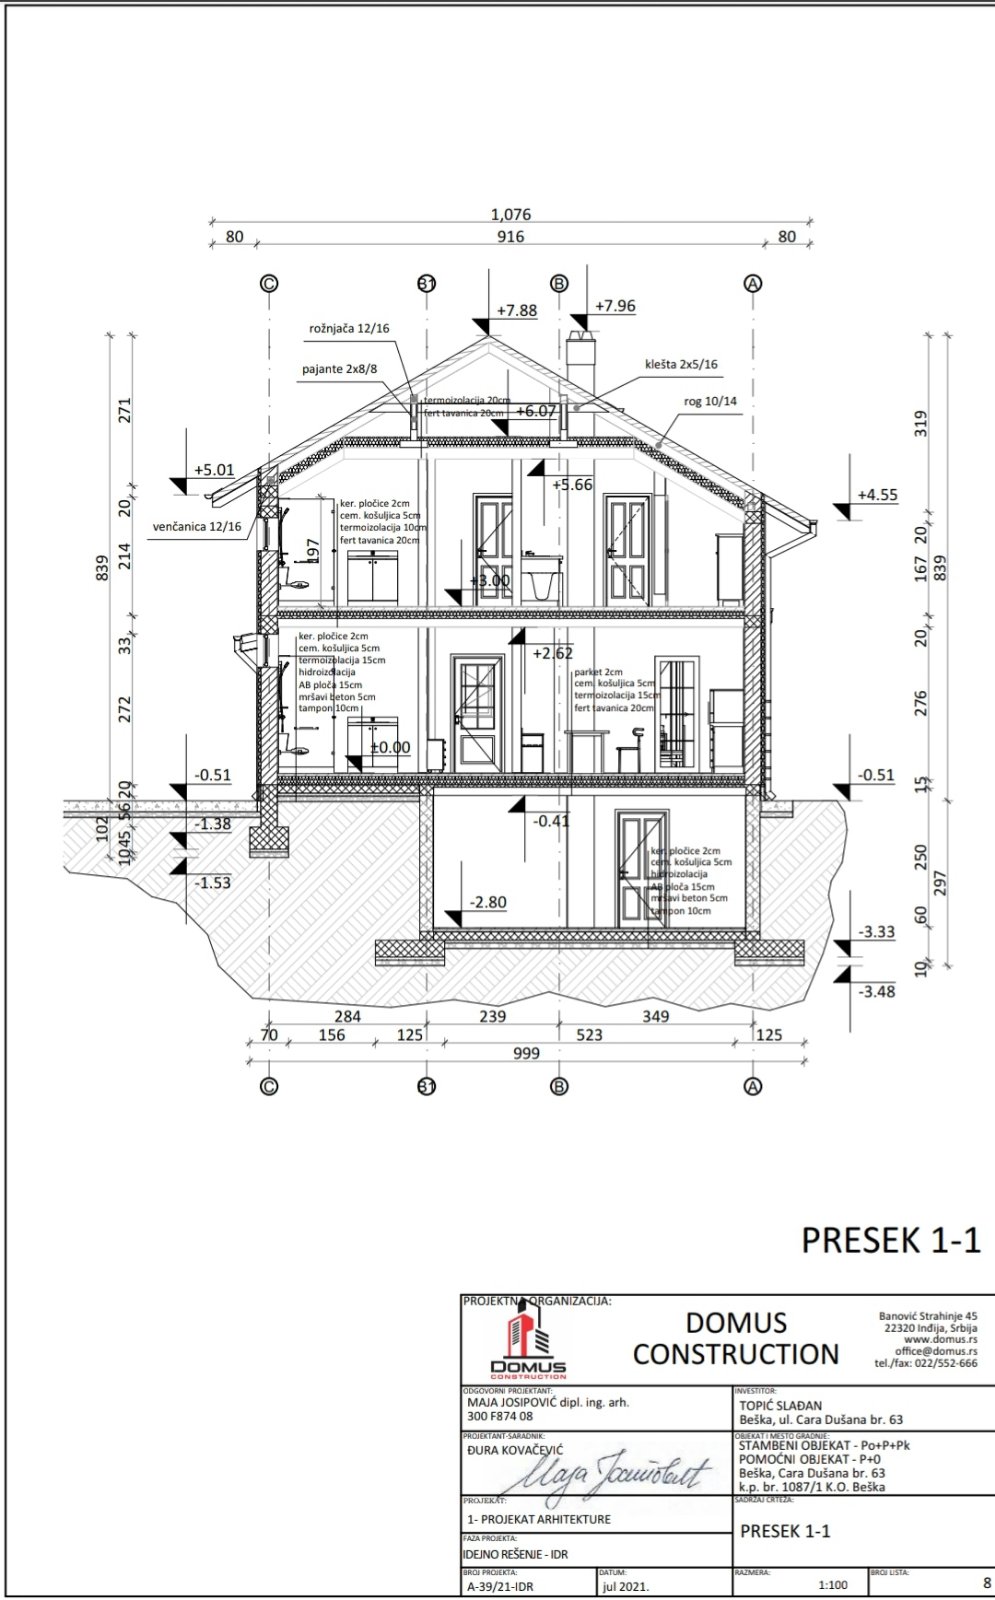 1,076
80
916
80
C
B1
B
A
+7.88
+7.96
rožnjača 12/16
pajante 2x8/8
klešta 2x5/16
rog 10/14
termoizolacija 20cm
fert tavanica 20cm
+6.07
+5.01
+5.66
+4.55
venčanica 12/16
ker. pločice 2cm
cem. košuljica 5cm
termoizolacija 10cm
fert tavanica 20cm
197
+3.00
271
20
214
33
272
20
56
45
10
839
102
319
20
167
20
276
15
250
60
10
839
297
+2.62
ker. pločice 2cm
cem. košuljica 5cm
termoizolacija 15cm
hidroizolacija
AB ploča 15cm
mršavi beton 5cm
tampon 10cm
parket 2cm
cem. košuljica 5cm
termoizolacija 15cm
fert tavanica 20cm
±0.00
-0.51
-0.51
-0.41
-1.38
-1.53
ker. pločice 2cm
cem. košuljica 5cm
hidroizolacija
AB ploča 15cm
mršavi beton 5cm
tampon 10cm
-2.80
-3.33
-3.48
284
239
349
70
156
125
523
125
999
C
B1
B
A
PRESEK 1-1
PROJEKTNA ORGANIZACIJA:
DOMUS
CONSTRUCTION
DOMUS
CONSTRUCTION
Banović Strahinje 45
22320 Inđija, Srbija
www.domus.rs
office@domus.rs
tel./fax: 022/552-666
ODGOVORNI PROJEKTANT:
MAJA JOSIPOVIĆ dipl. ing. arh.
300 F874 08
INVESTITOR:
TOPIĆ SLAĐAN
Beška, ul. Cara Dušana br. 63
PROJEKTANT-SARADNIK:
ĐURA KOVAČEVIĆ
OBJEKAT I MESTO GRADNJE:
STAMBENI OBJEKAT - Po+P+Pk
POMOĆNI OBJEKAT - P+0
Beška, Cara Dušana br. 63
k.p. br. 1087/1 K.O. Beška
PROJEKAT:
1- PROJEKAT ARHITEKTURE
SADRZAJ CRTEZA:
PRESEK 1-1
FAZA PROJEKTA:
IDEJNO REŠENJE - IDR
BROJ PROJEKTA:
A-39/21-IDR
DATUM:
jul 2021.
RAZMERA:
1:100
BROJ LISTA:
8